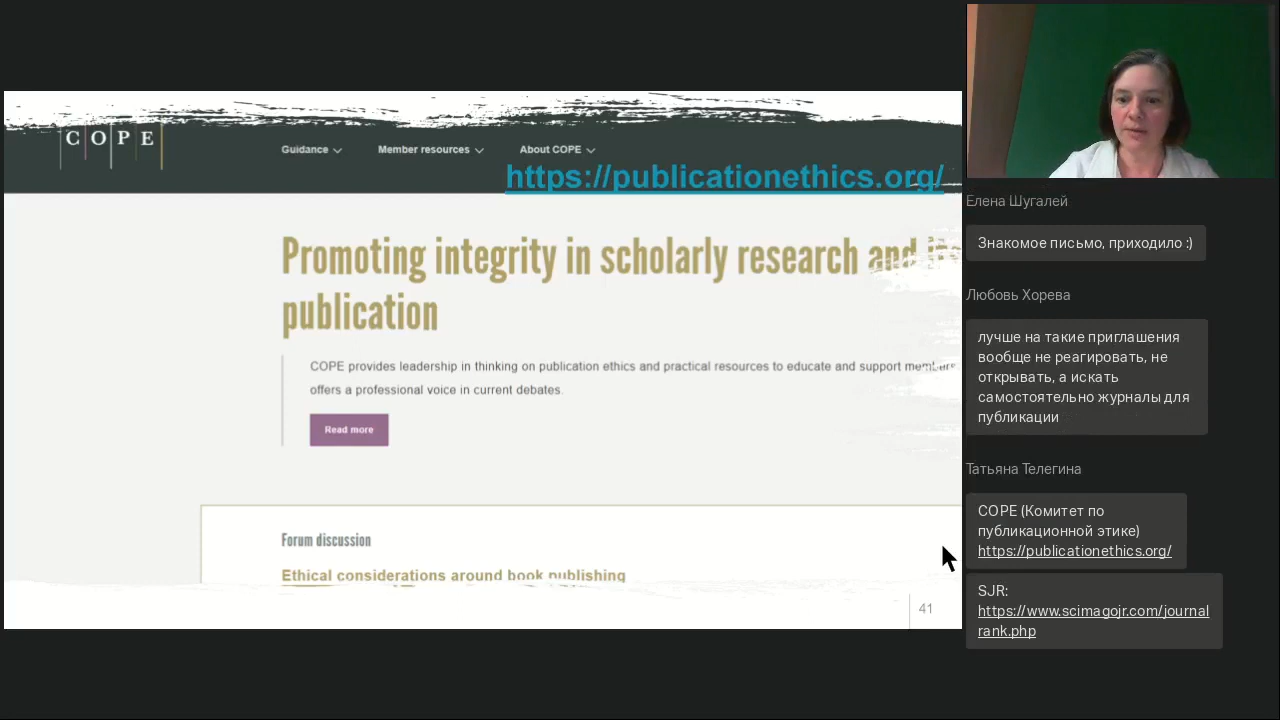 COPE
Guidance
Member resources
About COPE
https://publicationethics.org/
Promoting integrity in scholarly research and its
publication
COPE provides leadership in thinking on publication ethics and practical resources to educate and support members
offers a professional voice in current debates.
Read more
Forum discussion
Ethical considerations around book publishing
41
Елена Шугалей
Знакомое письмо, приходило :)
Любовь Хорева
лучше на такие приглашения
вообще не реагировать, не
открывать, а искать
самостоятельно журналы для
публикации
Татьяна Телегина
COPE (Комитет по
публикационной этике)
https://publicationethics.org/
SJR:
https://www.scimagojr.com/journal
rank.php